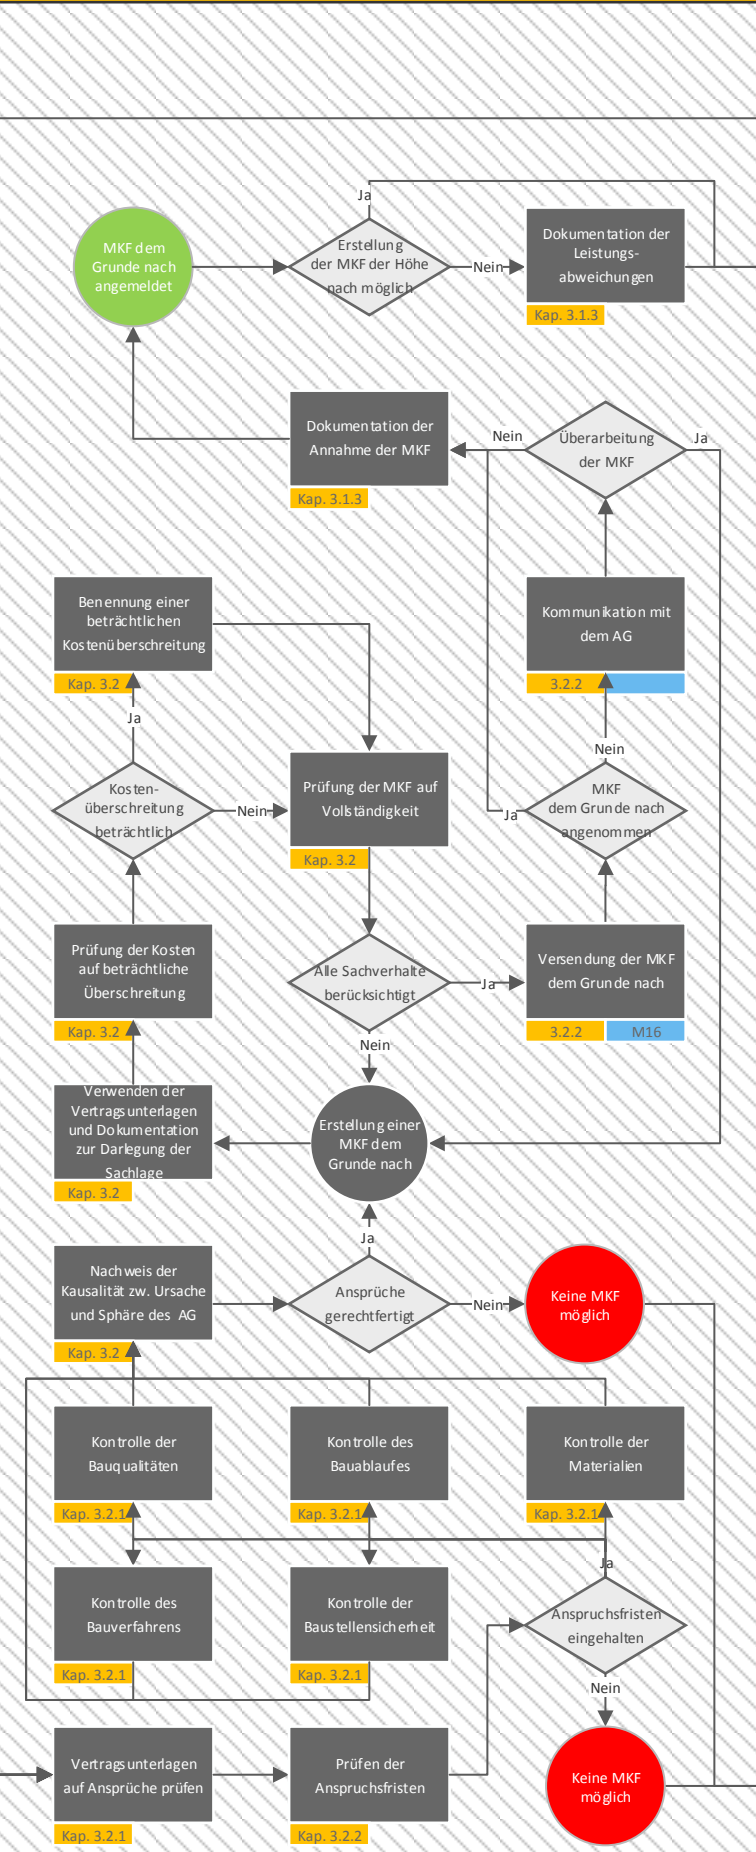 Ja
MKF dem
Grunde nach
angemeldet
Erstellung
der MKF der Höhe
nach möglich
Nein
Dokumentation der
Leistungs-
abweichungen
Kap. 3.1.3
Dokumentation der
Annahme der MKF
Kap. 3.1.3
Nein
Überarbeitung
der MKF
Ja
Benennung einer
beträchtlichen
Kostenüberschreitung
Kap. 3.2
Kommunikation mit
dem AG
3.2.2
Ja
Nein
Kosten-
überschreitung
beträchtlich
Nein
Prüfung der MKF auf
Vollständigkeit
Kap. 3.2
MKF
dem Grunde nach
angenommen
Ja
Prüfung der Kosten
auf beträchtliche
Überschreitung
Kap. 3.2
Alle Sachverhalte
berücksichtigt
Ja
Nein
Versendung der MKF
dem Grunde nach
3.2.2
M16
Verwenden der
Vertragsunterlagen
und Dokumentation
zur Darlegung der
Sachlage
Kap. 3.2
Erstellung einer
MKF dem
Grunde nach
Ja
Nachweis der
Kausalität zw. Ursache
und Sphäre des AG
Kap. 3.2
Ansprüche
gerechtfertigt
Nein
Keine MKF
möglich
Kontrolle der
Bauqualitäten
Kap. 3.2.1
Kontrolle des
Bauablaufes
Kap. 3.2.1
Kontrolle der
Materialien
Kap. 3.2.1
Ja
Kontrolle des
Bauverfahrens
Kap. 3.2.1
Kontrolle der
Baustellensicherheit
Kap. 3.2.1
Anspruchsfristen
eingehalten
Nein
Vertragsunterlagen
auf Ansprüche prüfen
Kap. 3.2.1
Prüfen der
Anspruchsfristen
Kap. 3.2.2
Keine MKF
möglich